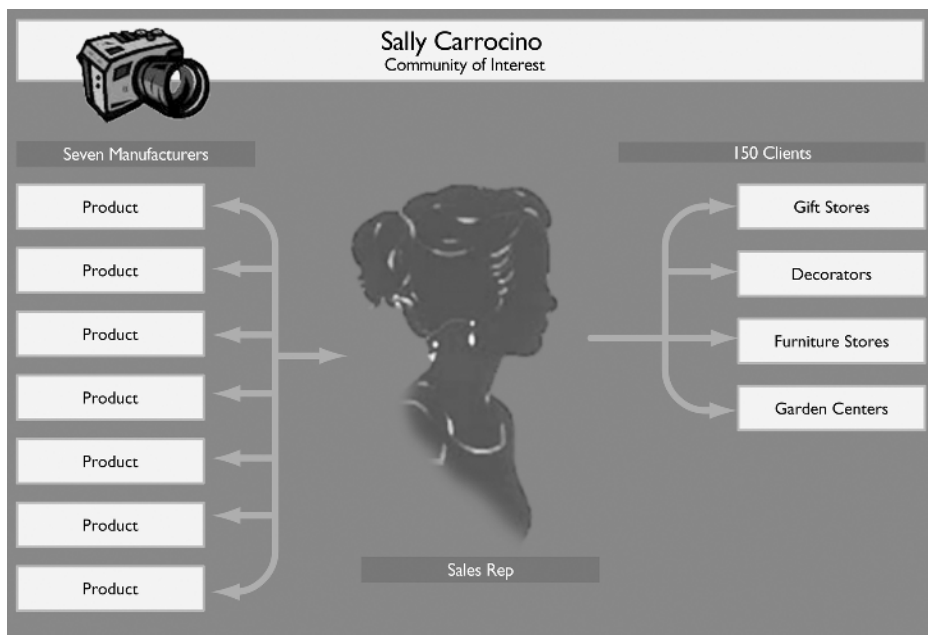 Sally Carrocino
Community of Interest
Seven Manufacturers
Product
Product
Product
Product
Product
Product
Product
Sales Rep
150 Clients
Gift Stores
Decorators
Furniture Stores
Garden Centers